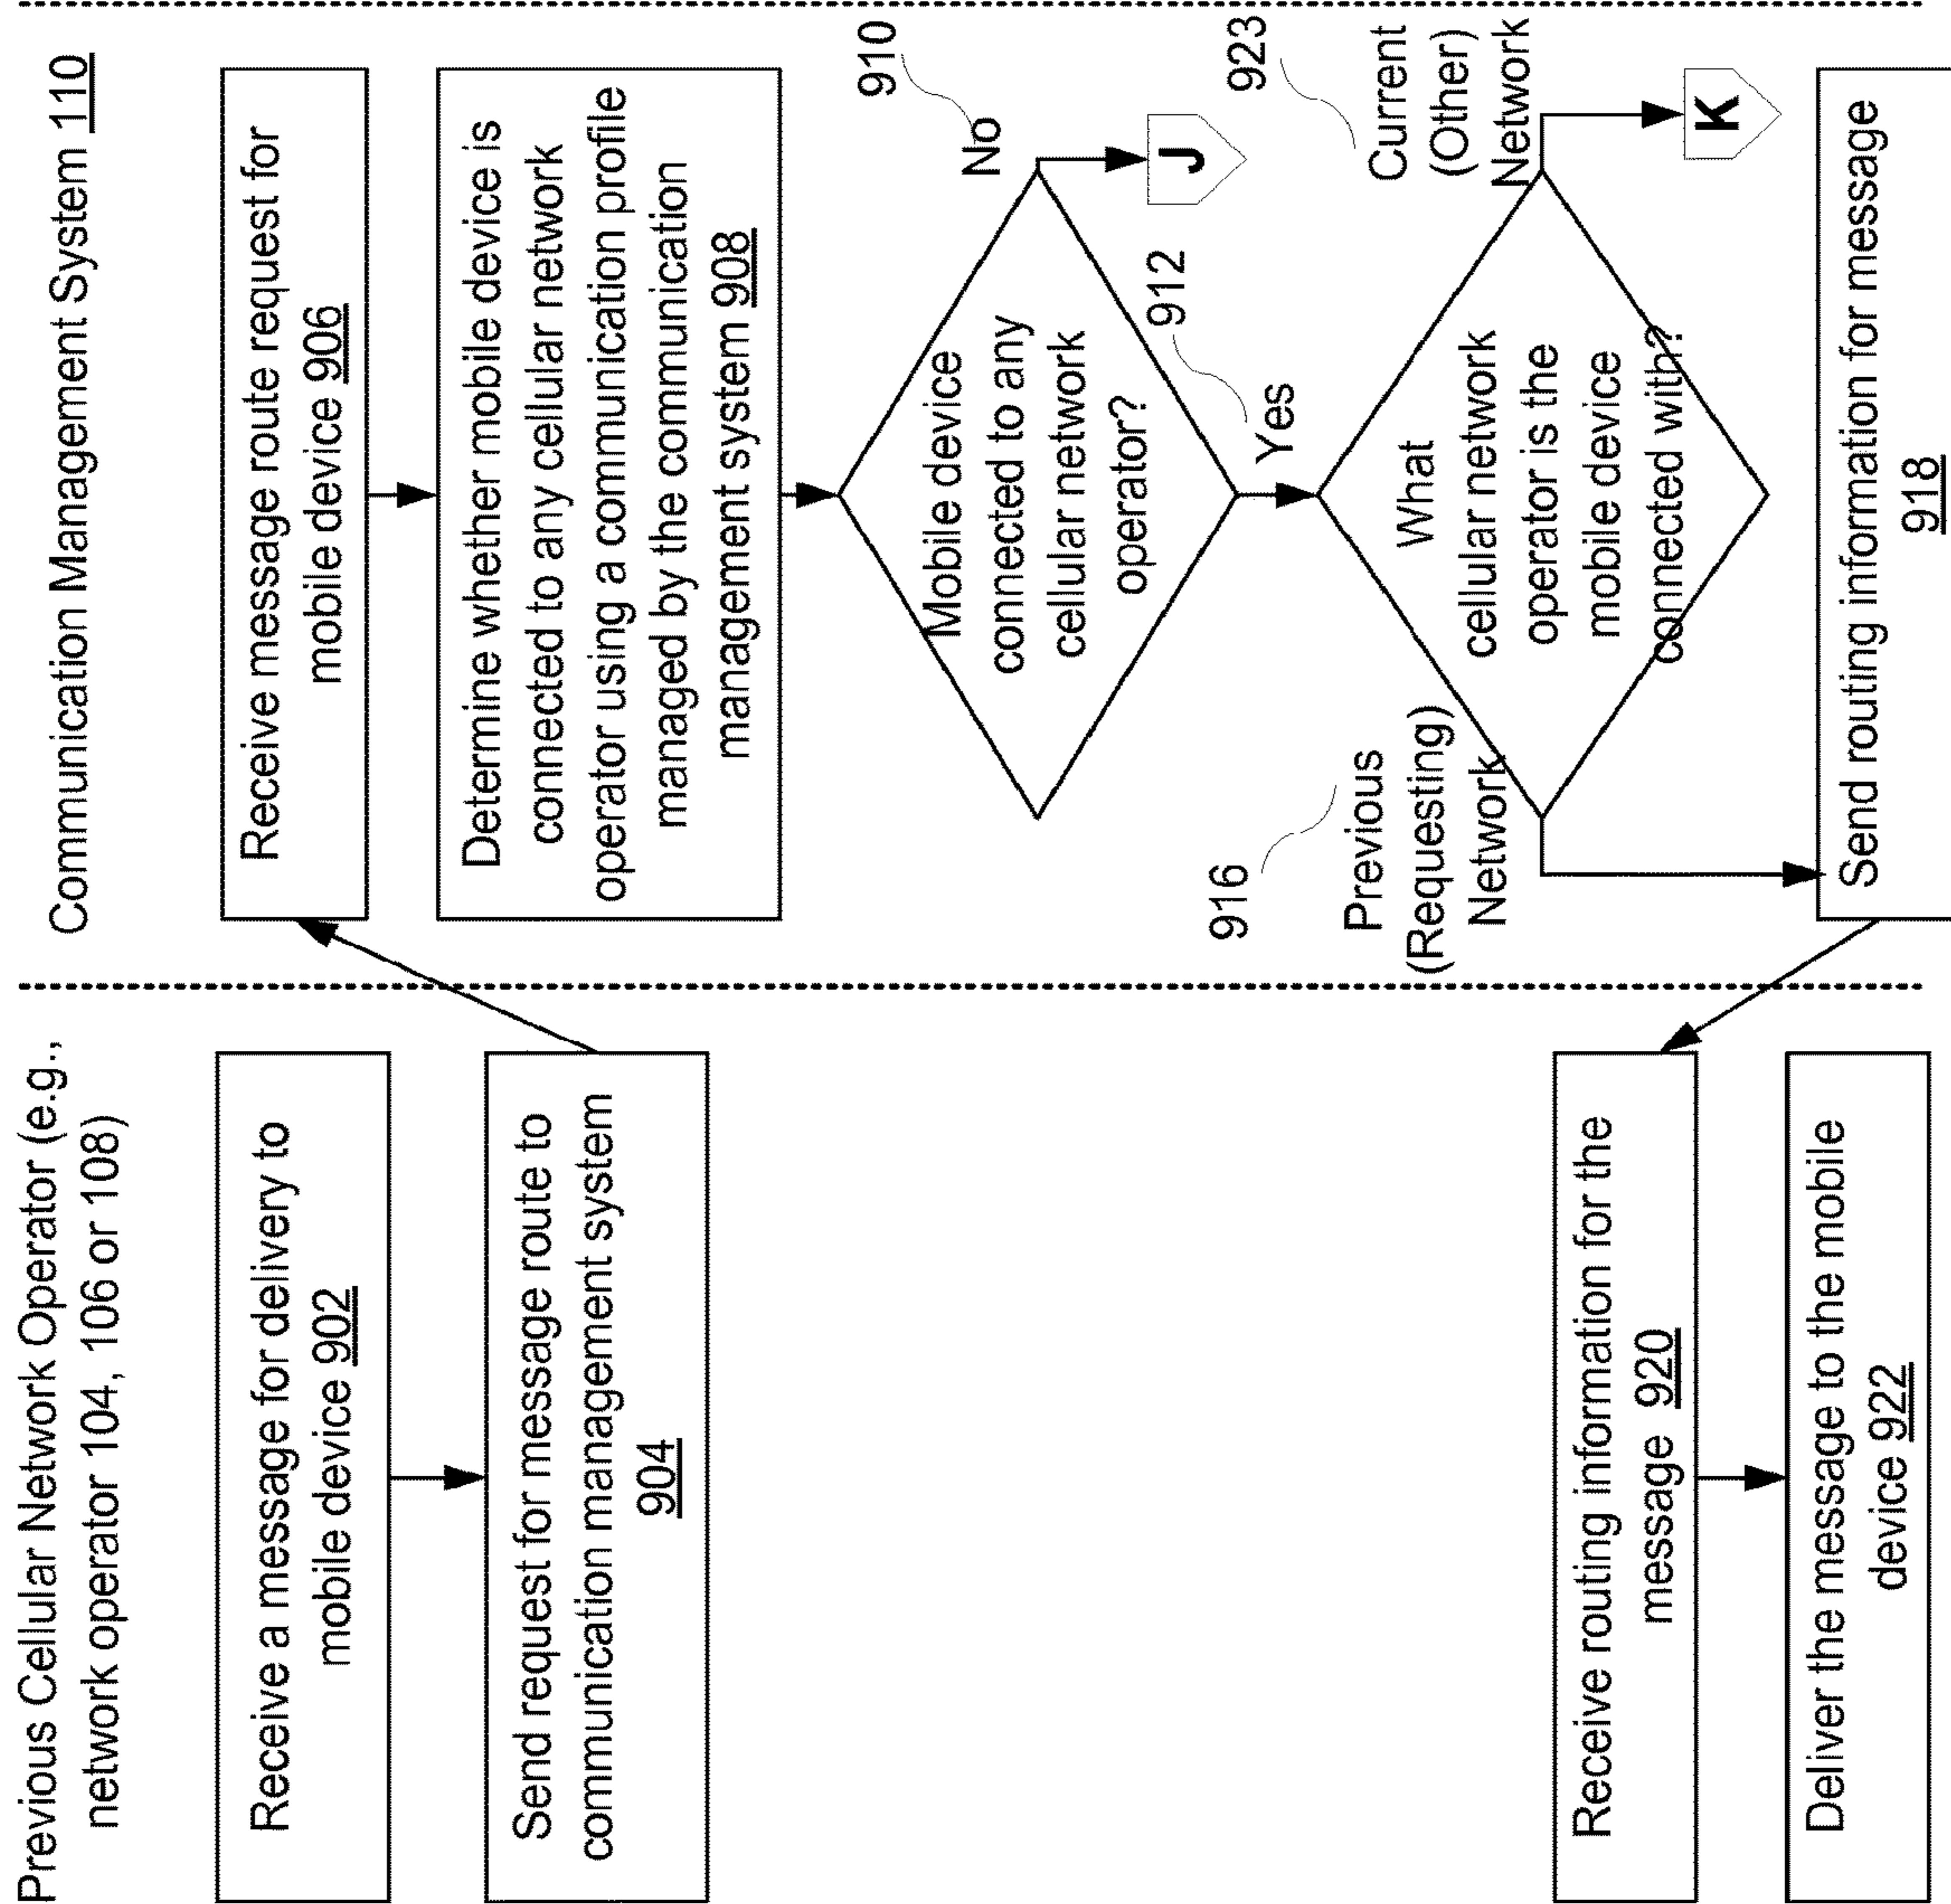 Previous Cellular Network Operator (e.g.,
network operator 104, 106 or 108)
Receive a message for delivery to
mobile device 902
Send request for message route to
communication management system
904
Receive routing information for the
message 920
Deliver the message to the mobile
device 922
Communication Management System 110
Receive message route request for
mobile device 906
Determine whether mobile device is
connected to any cellular network
operator using a communication profile
managed by the communication
management system 908
Mobile device
connected to any
cellular network
operator?
No
910
J
Yes
912
What
cellular network
operator is the
mobile device
connected with?
916
Previous
(Requesting)
Network
923
Current
(Other)
Network
K
Send routing information for message
918